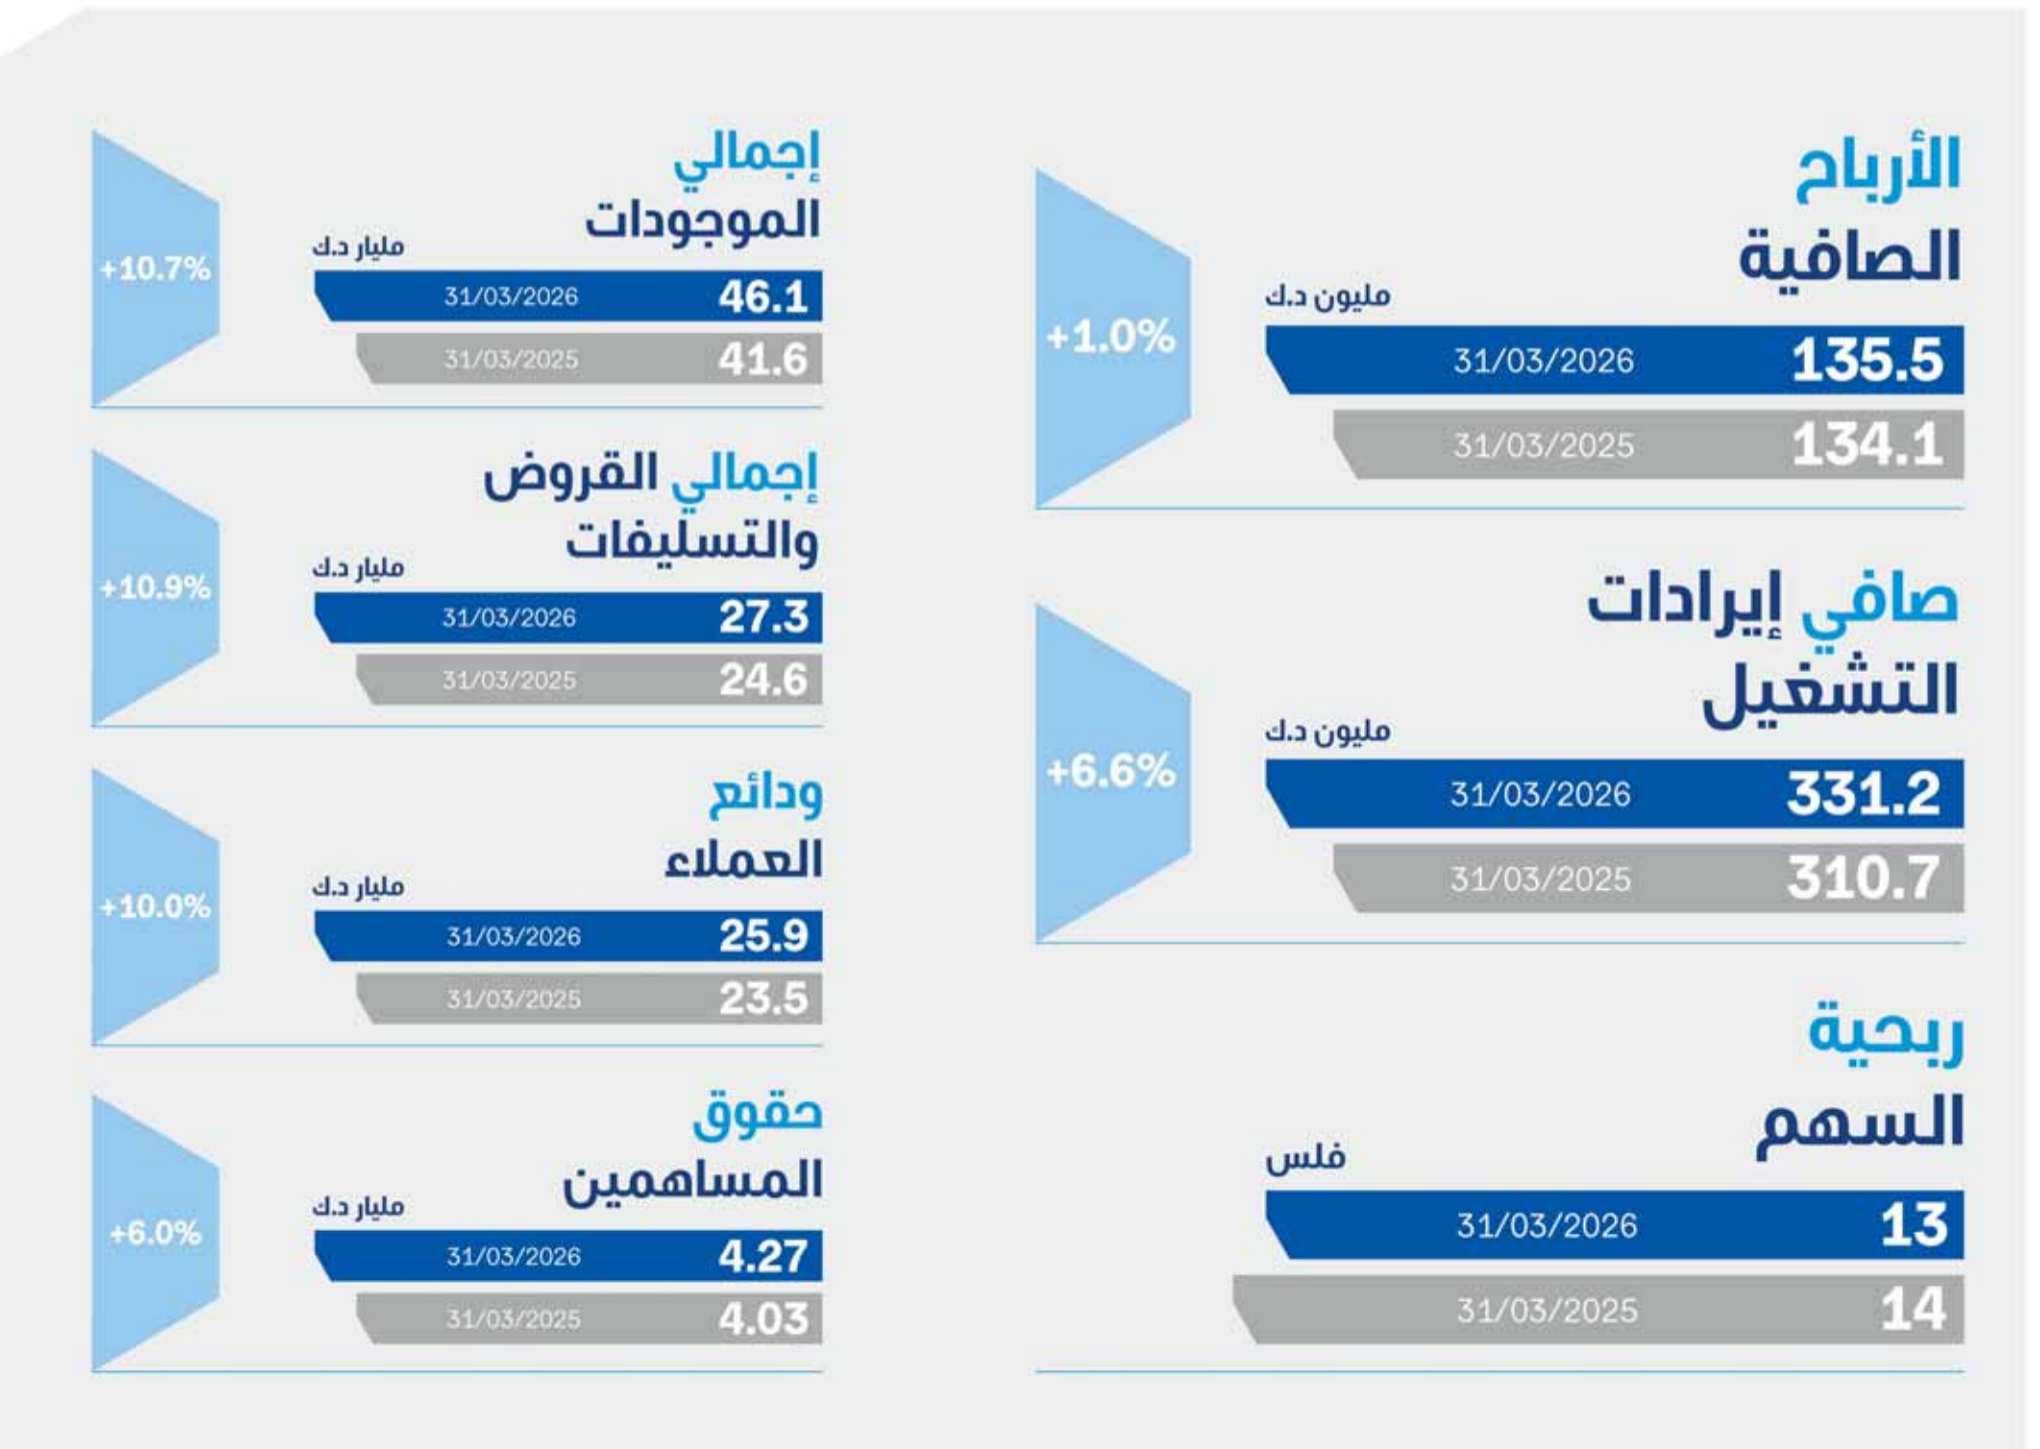 الأرباح
الصافية
مليون د.ك
135.5 31/03/2026
134.1 31/03/2025
+1.0%
صافي إيرادات
التشغيل
مليون د.ك
331.2 31/03/2026
310.7 31/03/2025
+6.6%
ربحية
السهم
فلس
13 31/03/2026
14 31/03/2025
إجمالي
الموجودات
مليار د.ك
46.1 31/03/2026
41.6 31/03/2025
+10.7%
إجمالي القروض
والتسليفات
مليار د.ك
27.3 31/03/2026
24.6 31/03/2025
+10.9%
ودائع
العملاء
مليار د.ك
25.9 31/03/2026
23.5 31/03/2025
+10.0%
حقوق
المساهمين
مليار د.ك
4.27 31/03/2026
4.03 31/03/2025
+6.0%